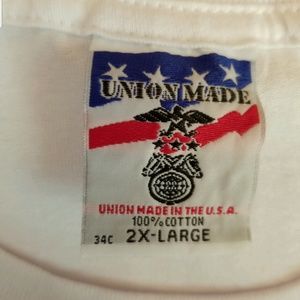 UNION MADE
UNION MADE IN THE U.S.A.
100% COTTON
34C 2X-LARGE